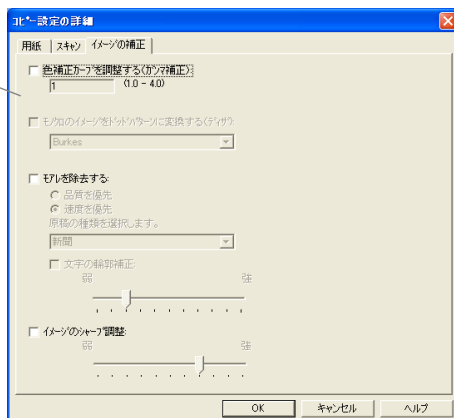 コピー設定の詳細
用紙 スキャン イメージの補正
色補正カーブを調整する(ガンマ補正):
1 (1.0 - 4.0)
モノクロのイメージをドットパターンに変換する(ディザ):
Burkes
モアレを除去する:
品質を優先
速度を優先
原稿の種類を選択します。
新聞
文字の輪郭補正:
弱 強
イメージのシャープ調整:
弱 強
OK キャンセル ヘルプ